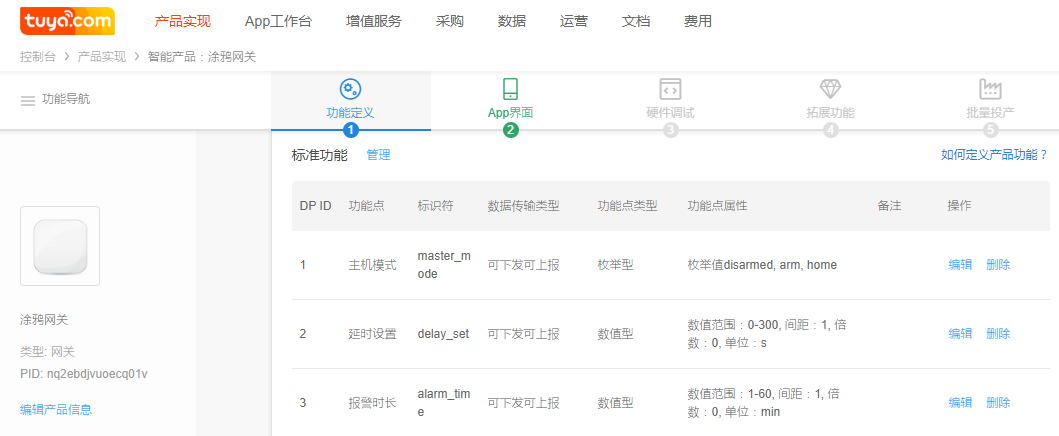 tuya.com 产品实现 App工作台 增值服务 采购 数据 运营 文档 费用
控制台 > 产品实现 > 智能产品：涂鸦网关
功能导航
功能定义 App界面 硬件调试 拓展功能 批量投产
1 2 3 4 5
标准功能 管理 如何定义产品功能？
DP ID 功能点 标识符 数据传输类型 功能点类型 功能点属性 备注 操作
1 主机模式 master_m
ode 可下发可上报 枚举型 枚举值disarmed, arm, home 编辑 删除
2 延时设置 delay_set 可下发可上报 数值型 数值范围：0-300, 间距：1, 倍
数：0, 单位：s 编辑 删除
3 报警时长 alarm_tim
e 可下发可上报 数值型 数值范围：1-60, 间距：1, 倍
数：0, 单位：min 编辑 删除
涂鸦网关
类型: 网关
PID: nq2ebdjvuoecq01v
编辑产品信息